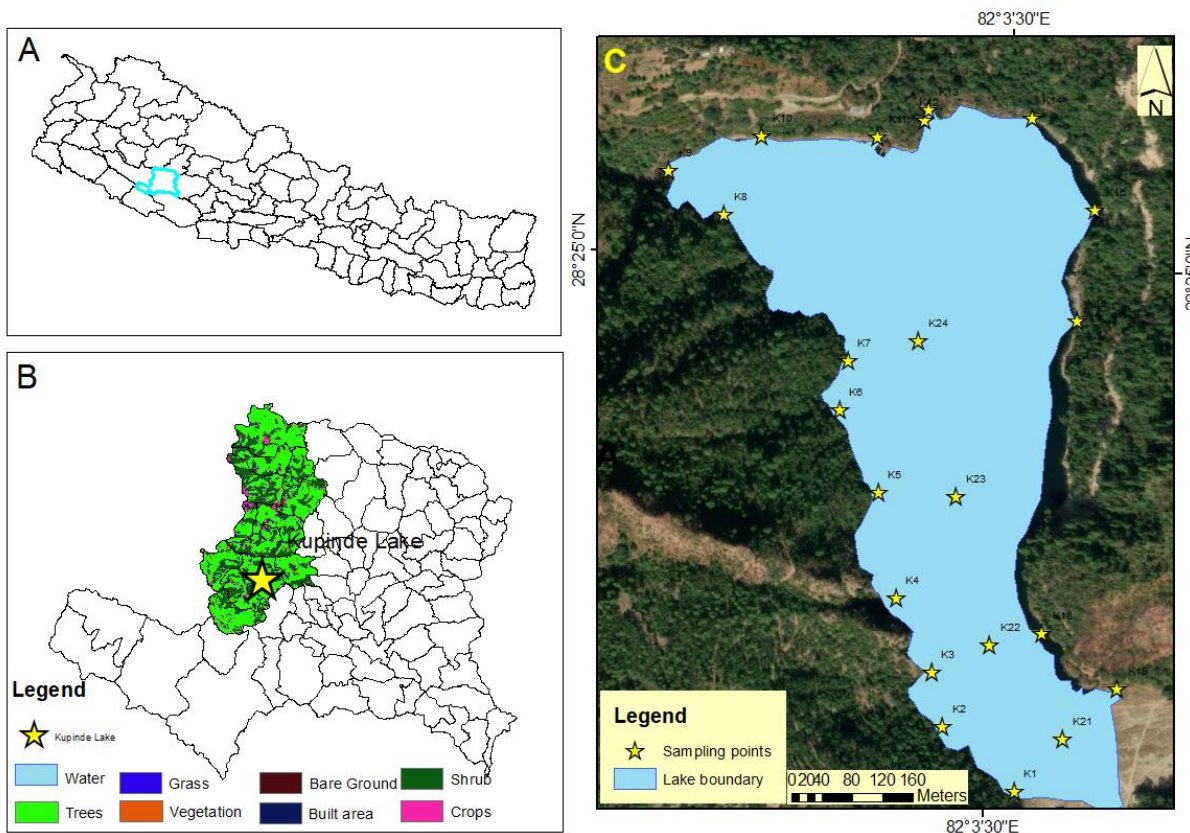 A
B
Kupinde Lake
Legend
Kupinde Lake
Water
Grass
Bare Ground
Shrub
Trees
Vegetation
Built area
Crops
82°3'30"E
C
N
K13
K12
K14
K10
K11
K9
K8
K15
28°25'0"N
K24
K7
K6
K5
K23
K4
K22
K18
K3
K19
K2
K21
K1
Legend
Sampling points
Lake boundary
0 20 40 80 120 160
Meters
82°3'30"E